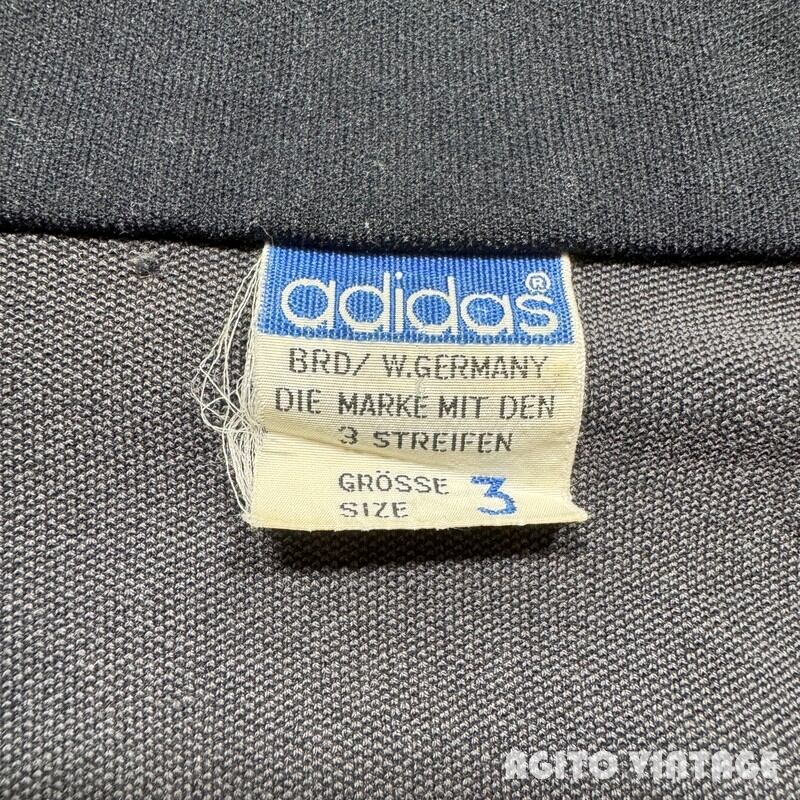 adidas®
BRD/ W.GERMANY
DIE MARKE MIT DEN
3 STREIFEN
GRÖSSE 3
SIZE
AGITO VINTAGE